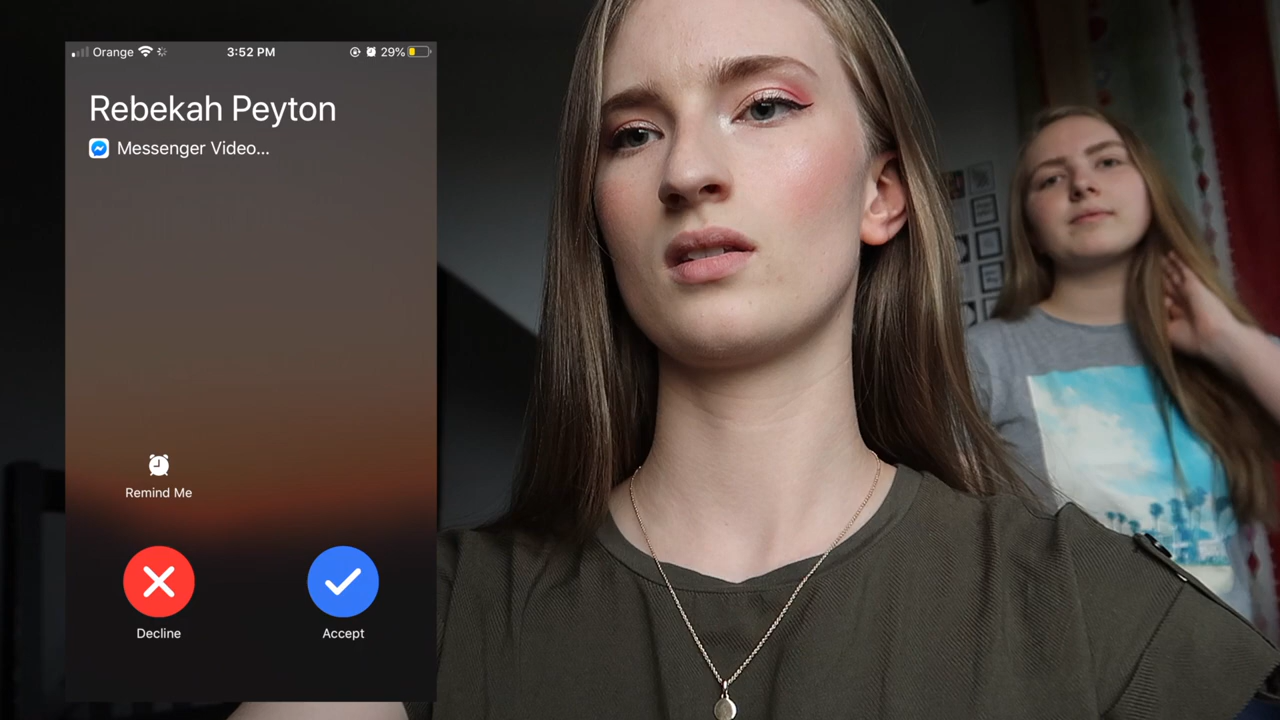 Orange 3:52 PM 29%
Rebekah Peyton
Messenger Video...
Remind Me
Decline Accept